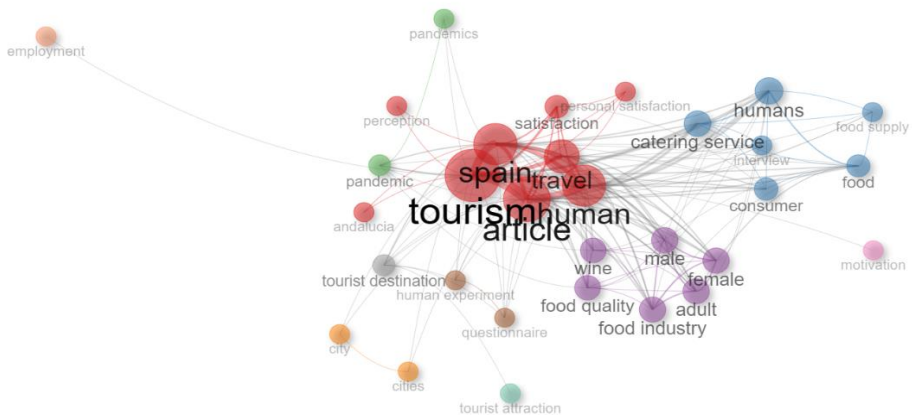 pandemics
employment
perception
personal satisfaction
satisfaction
humans
food supply
catering service
interview
pandemic
spain
travel
food
consumer
tourism
human
andalucia
article
wine
male
motivation
tourist destination
human experiment
female
food quality
adult
food industry
questionnaire
city
cities
tourist attraction